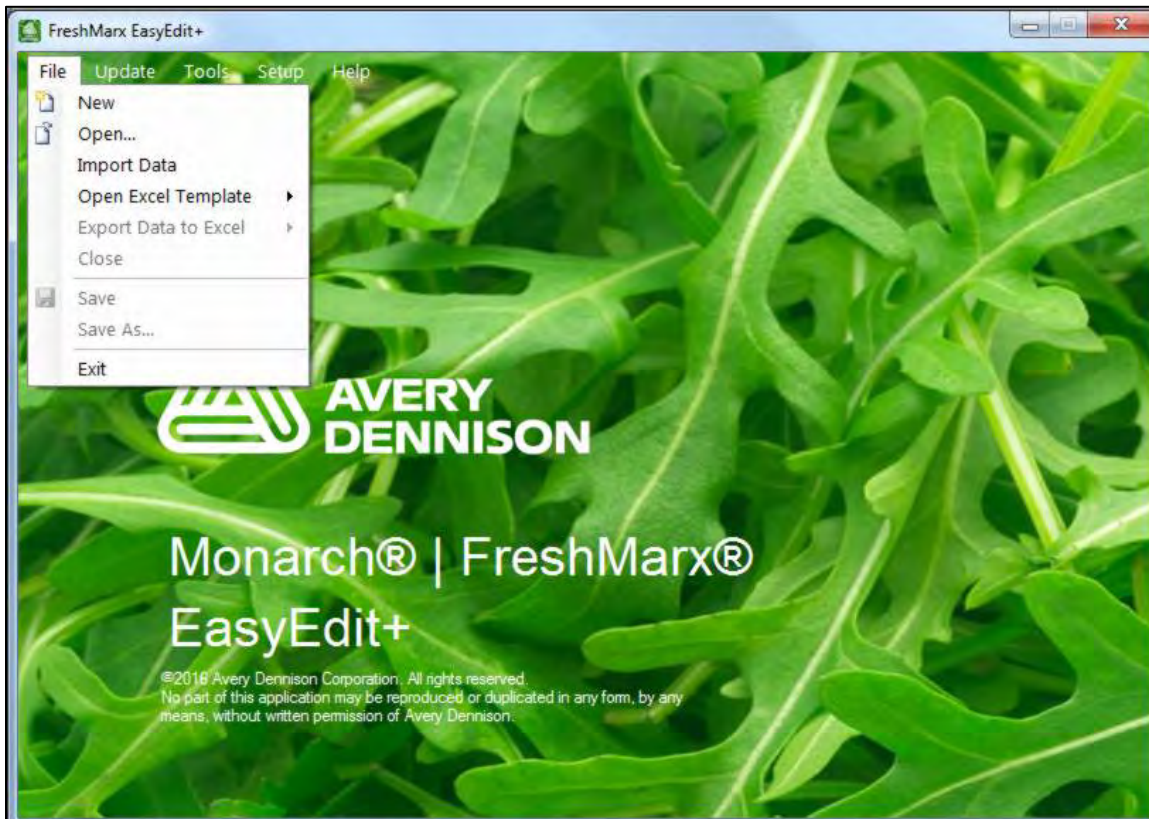 FreshMarx EasyEdit+
File Update Tools Setup Help
New
Open...
Import Data
Open Excel Template
Export Data to Excel
Close
Save
Save As...
Exit
AVERY
DENNISON
Monarch® | FreshMarx®
EasyEdit+
©2016 Avery Dennison Corporation. All rights reserved.
No part of this application may be reproduced or duplicated in any form, by any
means, without written permission of Avery Dennison.